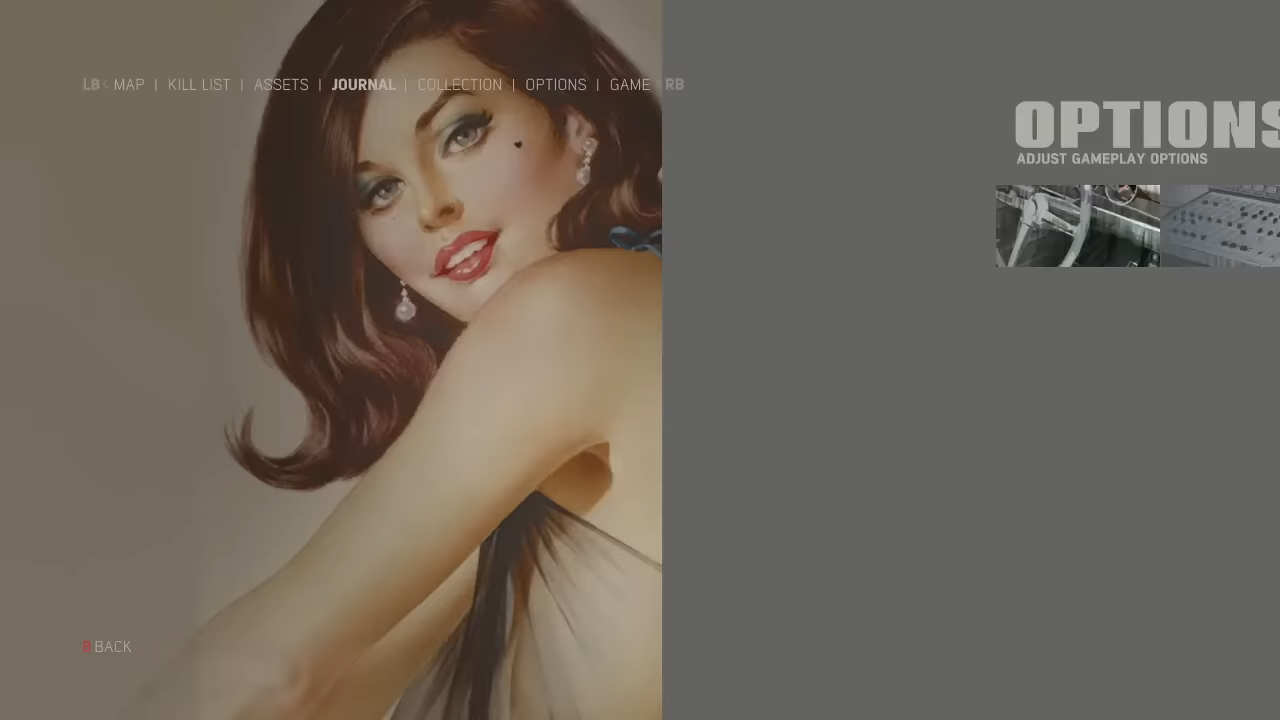 LB MAP | KILL LIST | ASSETS | JOURNAL | COLLECTION | OPTIONS | GAME RB
OPTIONS
ADJUST GAMEPLAY OPTIONS
BACK